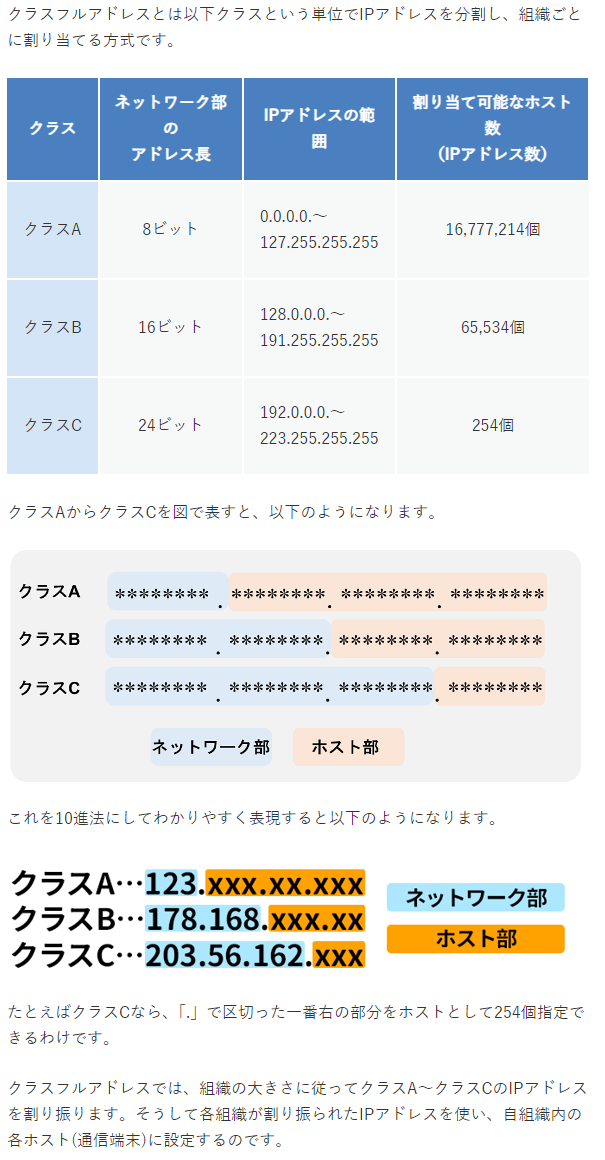 クラスフルアドレスとは以下クラスという単位でIPアドレスを分割し、組織ごと
に割り当てる方式です。
クラス
ネットワーク部
の
アドレス長
IPアドレスの範
囲
割り当て可能なホスト
数
（IPアドレス数）
クラスA
8ビット
0.0.0.0.～
127.255.255.255
16,777,214個
クラスB
16ビット
128.0.0.0.～
191.255.255.255
65,534個
クラスC
24ビット
192.0.0.0.～
223.255.255.255
254個
クラスAからクラスCを図で表すと、以下のようになります。
クラスA ******** . ******** . ******** . ********
クラスB ******** . ******** . ******** . ********
クラスC ******** . ******** . ******** . ********
ネットワーク部 ホスト部
これを10進法にしてわかりやすく表現すると以下のようになります。
クラスA…123.xxx.xx.xxx
クラスB…178.168.xxx.xx
クラスC…203.56.162.xxx
ネットワーク部
ホスト部
たとえばクラスCなら、「.」で区切った一番右の部分をホストとして254個指定で
きるわけです。
クラスフルアドレスでは、組織の大きさに従ってクラスA～クラスCのIPアドレス
を割り振ります。そうして各組織が割り振られたIPアドレスを使い、自組織内の
各ホスト(通信端末)に設定するのです。